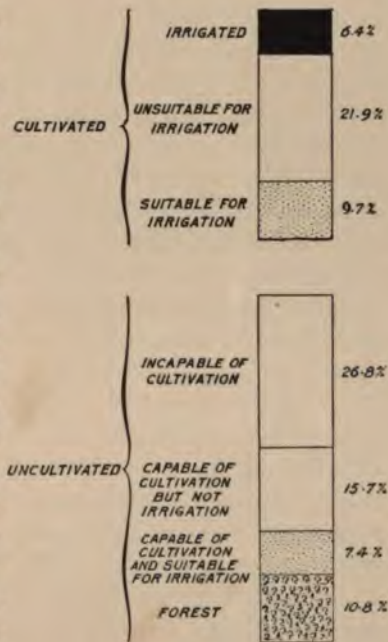 IRRIGATED 6.4%
CULTIVATED
UNSUITABLE FOR
IRRIGATION
21.9%
SUITABLE FOR
IRRIGATION
9.7%
UNCULTIVATED
INCAPABLE OF
CULTIVATION
26.8%
CAPABLE OF
CULTIVATION
BUT NOT
IRRIGATION
15.7%
CAPABLE OF
CULTIVATION
AND SUITABLE
FOR IRRIGATION
7.4%
FOREST 10.8%